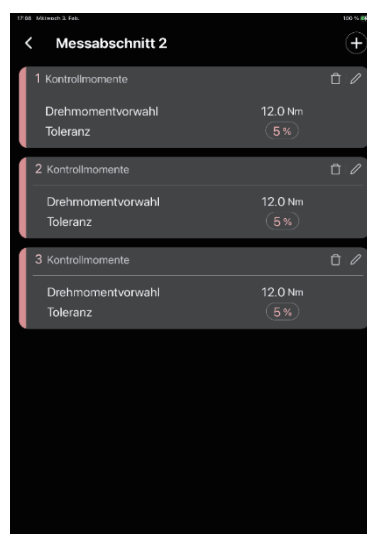 17:08 Mittwoch 3. Feb. 100 %
Messabschnitt 2
1 Kontrollmomente
Drehmomentvorwahl 12.0 Nm
Toleranz 5 %
2 Kontrollmomente
Drehmomentvorwahl 12.0 Nm
Toleranz 5 %
3 Kontrollmomente
Drehmomentvorwahl 12.0 Nm
Toleranz 5 %